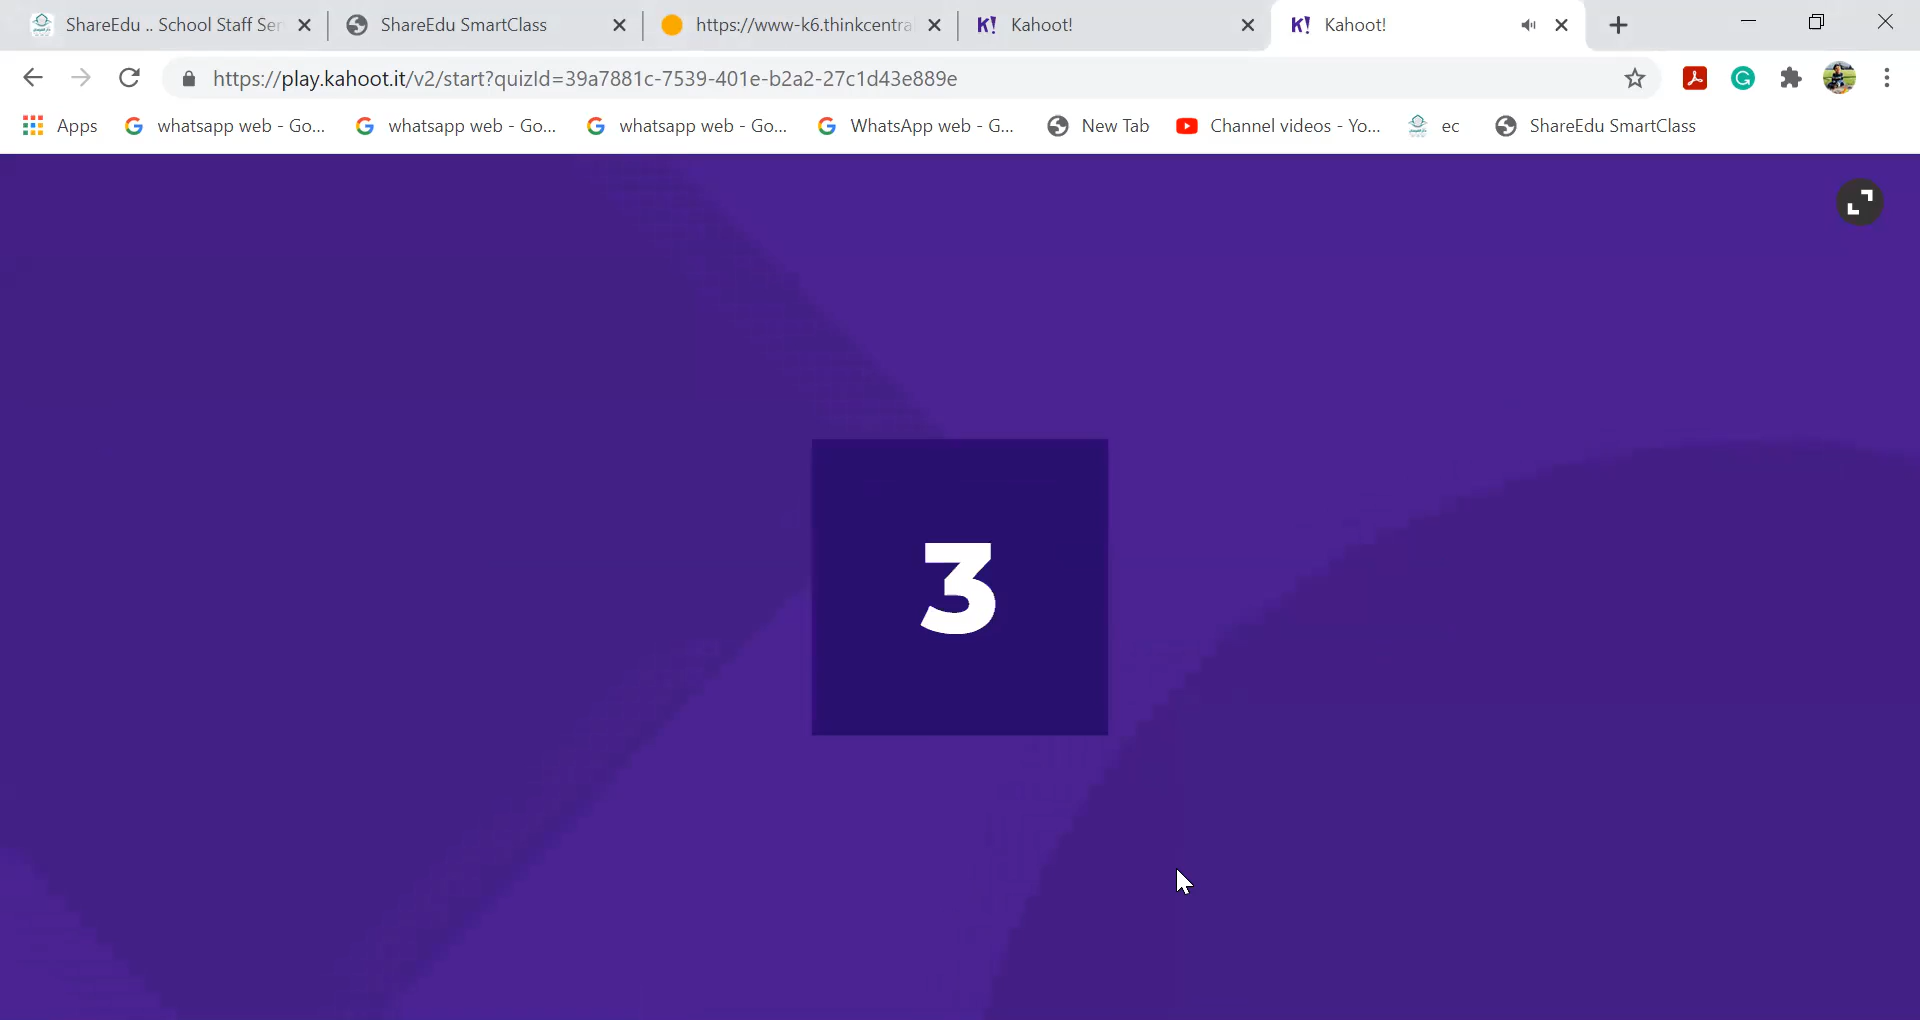 ShareEdu .. School Staff Ser
ShareEdu SmartClass
https://www-k6.thinkcentra
K! Kahoot!
K! Kahoot!
https://play.kahoot.it/v2/start?quizId=39a7881c-7539-401e-b2a2-27c1d43e889e
Apps
whatsapp web - Go...
whatsapp web - Go...
whatsapp web - Go...
WhatsApp web - G...
New Tab
Channel videos - Yo...
ec
ShareEdu SmartClass
3